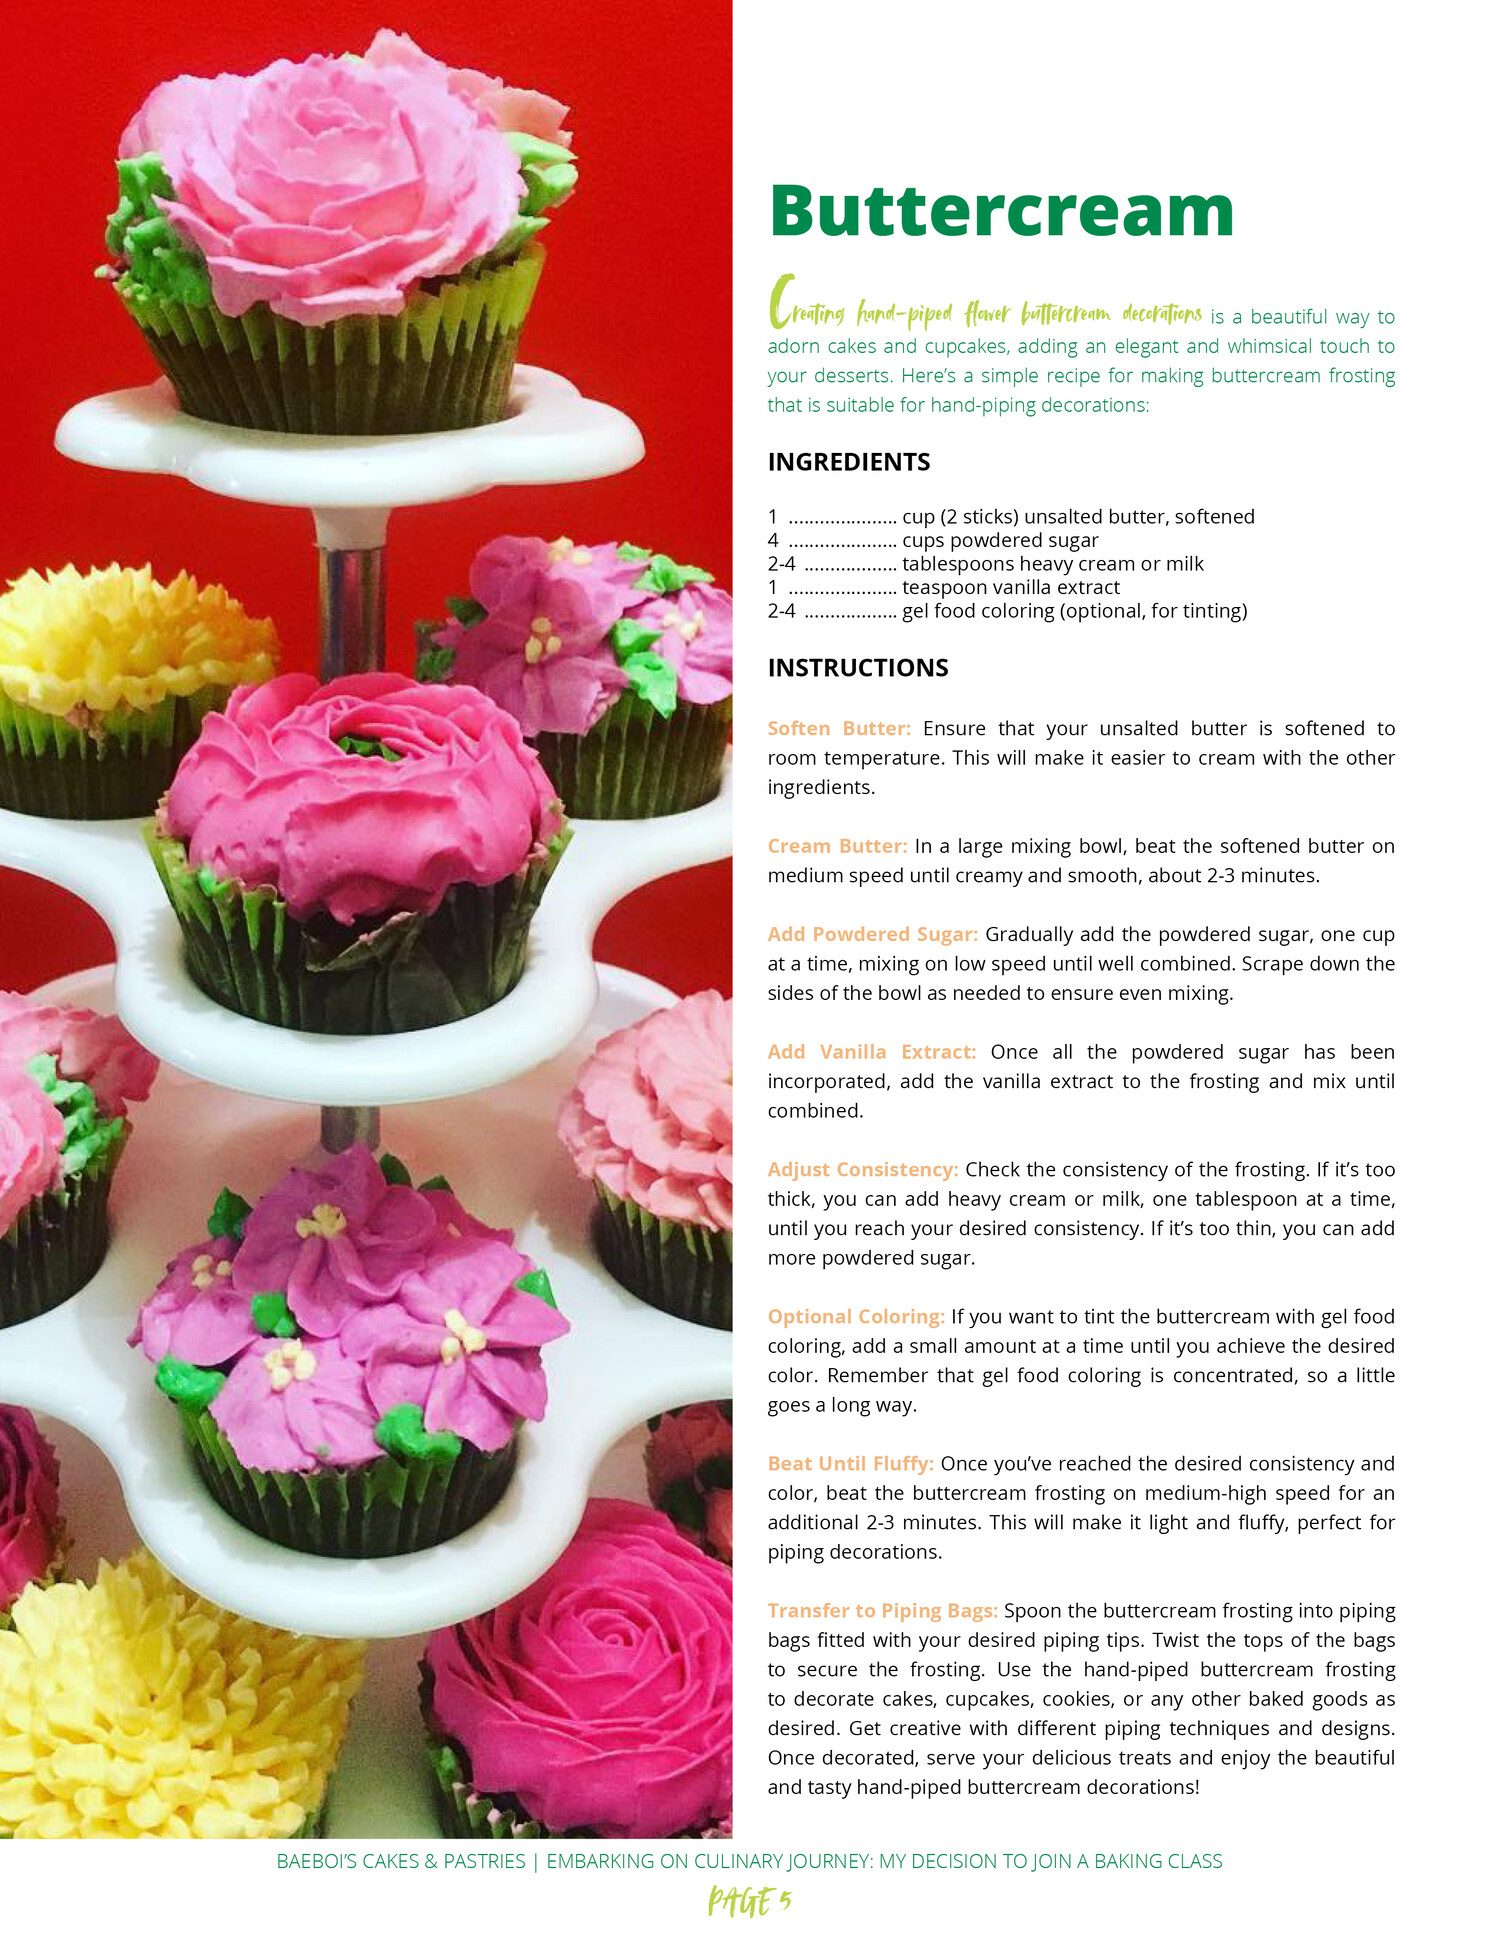 Buttercream
Creating hand-piped flower buttercream decorations is a beautiful way to
adorn cakes and cupcakes, adding an elegant and whimsical touch to
your desserts. Here's a simple recipe for making buttercream frosting
that is suitable for hand-piping decorations:
INGREDIENTS
1 ..................... cup (2 sticks) unsalted butter, softened
4 ..................... cups powdered sugar
2-4 .................. tablespoons heavy cream or milk
1 ..................... teaspoon vanilla extract
2-4 .................. gel food coloring (optional, for tinting)
INSTRUCTIONS
Soften Butter: Ensure that your unsalted butter is softened to
room temperature. This will make it easier to cream with the other
ingredients.
Cream Butter: In a large mixing bowl, beat the softened butter on
medium speed until creamy and smooth, about 2-3 minutes.
Add Powdered Sugar: Gradually add the powdered sugar, one cup
at a time, mixing on low speed until well combined. Scrape down the
sides of the bowl as needed to ensure even mixing.
Add Vanilla Extract: Once all the powdered sugar has been
incorporated, add the vanilla extract to the frosting and mix until
combined.
Adjust Consistency: Check the consistency of the frosting. If it's too
thick, you can add heavy cream or milk, one tablespoon at a time,
until you reach your desired consistency. If it's too thin, you can add
more powdered sugar.
Optional Coloring: If you want to tint the buttercream with gel food
coloring, add a small amount at a time until you achieve the desired
color. Remember that gel food coloring is concentrated, so a little
goes a long way.
Beat Until Fluffy: Once you've reached the desired consistency and
color, beat the buttercream frosting on medium-high speed for an
additional 2-3 minutes. This will make it light and fluffy, perfect for
piping decorations.
Transfer to Piping Bags: Spoon the buttercream frosting into piping
bags fitted with your desired piping tips. Twist the tops of the bags
to secure the frosting. Use the hand-piped buttercream frosting
to decorate cakes, cupcakes, cookies, or any other baked goods as
desired. Get creative with different piping techniques and designs.
Once decorated, serve your delicious treats and enjoy the beautiful
and tasty hand-piped buttercream decorations!
BAEBOI'S CAKES & PASTRIES | EMBARKING ON CULINARY JOURNEY: MY DECISION TO JOIN A BAKING CLASS
PAGE 5